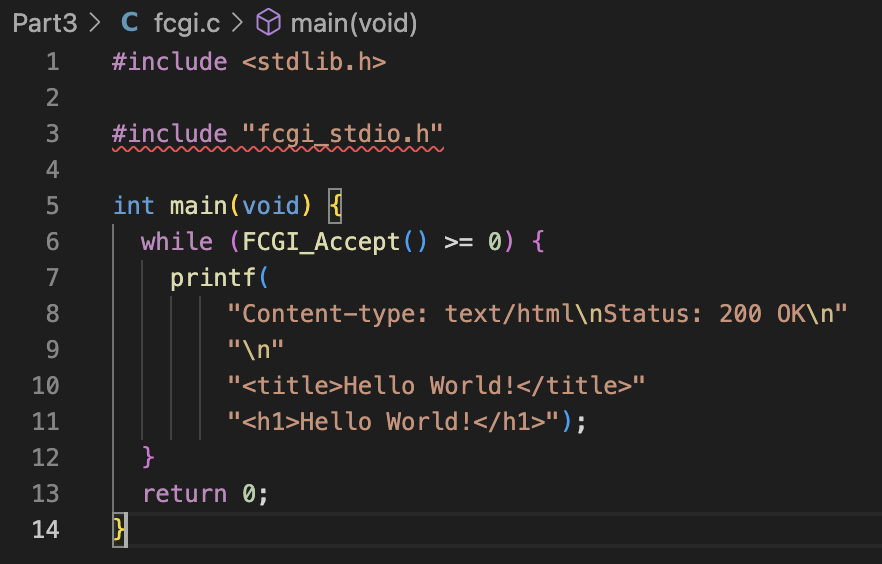 Part3 > C fcgi.c > main(void)
1 #include <stdlib.h>
2
3 #include "fcgi_stdio.h"
4
5 int main(void) {
6   while (FCGI_Accept() >= 0) {
7     printf(
8         "Content-type: text/html\nStatus: 200 OK\n"
9         "\n"
10         "<title>Hello World!</title>"
11         "<h1>Hello World!</h1>");
12   }
13   return 0;
14 }